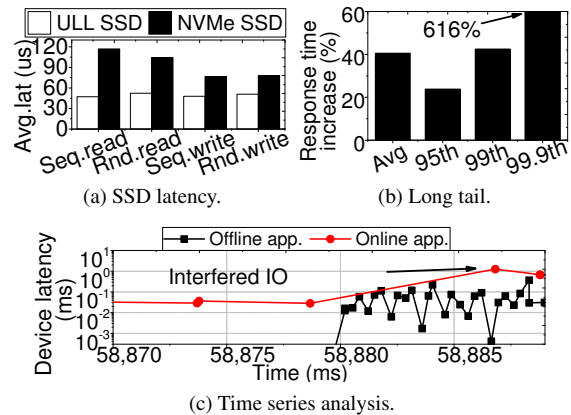 ULL SSD NVMe SSD
Avg.lat (us)
120
90
60
30
0
Seq.read
Rnd.read
Seq.write
Rnd.write
(a) SSD latency.
Response time
increase (%)
60
40
20
0
616%
Avg
95th
99th
99.9th
(b) Long tail.
Offline app. Online app.
Device latency
(ms)
10^1
10^0
10^-1
10^-2
10^-3
Interfered IO
58,870 58,875 58,880 58,885
Time (ms)
(c) Time series analysis.